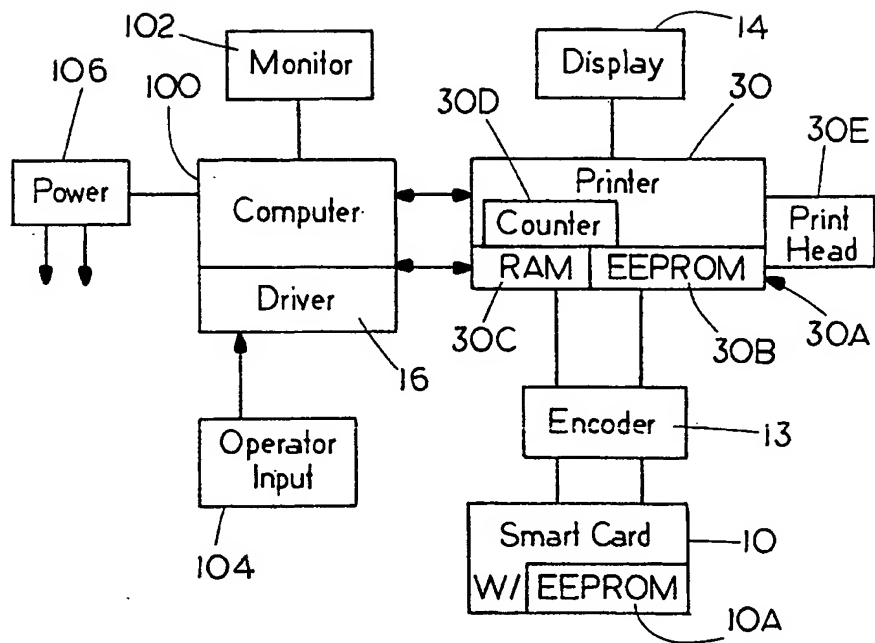 102
Monitor
14
Display
106
100
30D
30
30E
Power
Computer
Printer
Counter
Print
Head
RAM
EEPROM
Driver
30C
30B
30A
16
Operator
Input
Encoder
13
104
Smart Card
10
W/
EEPROM
10A